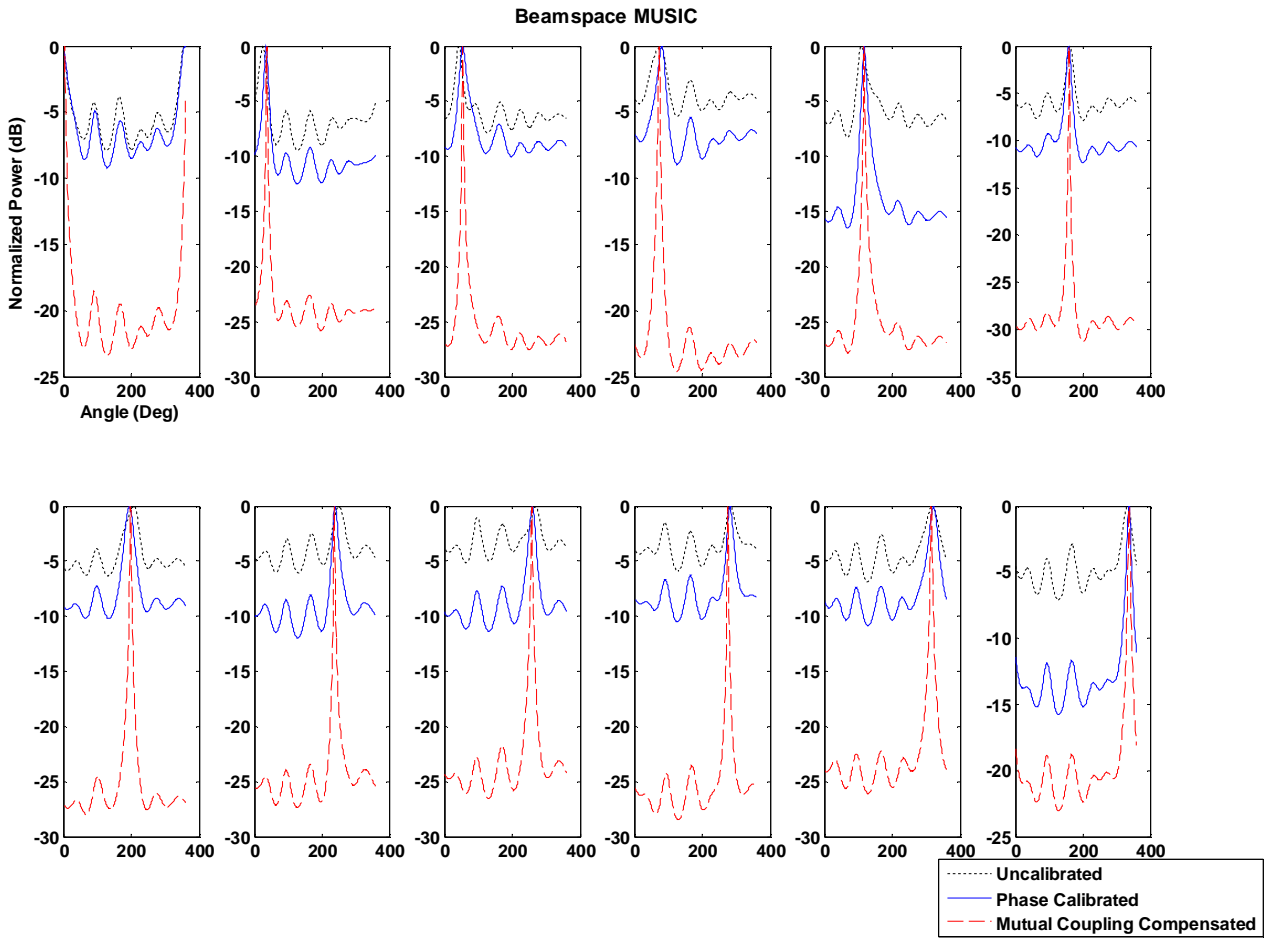 Beamspace MUSIC
Normalized Power (dB)
0 0 0 0 0 0
-5 -5 -5 -5 -5 -5
-10 -10 -10 -10 -10 -10
-15 -15 -15 -15 -15 -15
-20 -20 -20 -20 -20 -20
-25 -25 -25 -25 -25 -25
-30 -30 -30 -30
-35
0 200 400 0 200 400 0 200 400 0 200 400 0 200 400 0 200 400
Angle (Deg)
0 0 0 0 0 0
-5 -5 -5 -5 -5 -5
-10 -10 -10 -10 -10 -10
-15 -15 -15 -15 -15 -15
-20 -20 -20 -20 -20 -20
-25 -25 -25 -25 -25 -25
-30 -30 -30 -30 -30
0 200 400 0 200 400 0 200 400 0 200 400 0 200 400 0 200 400
Uncalibrated
Phase Calibrated
Mutual Coupling Compensated